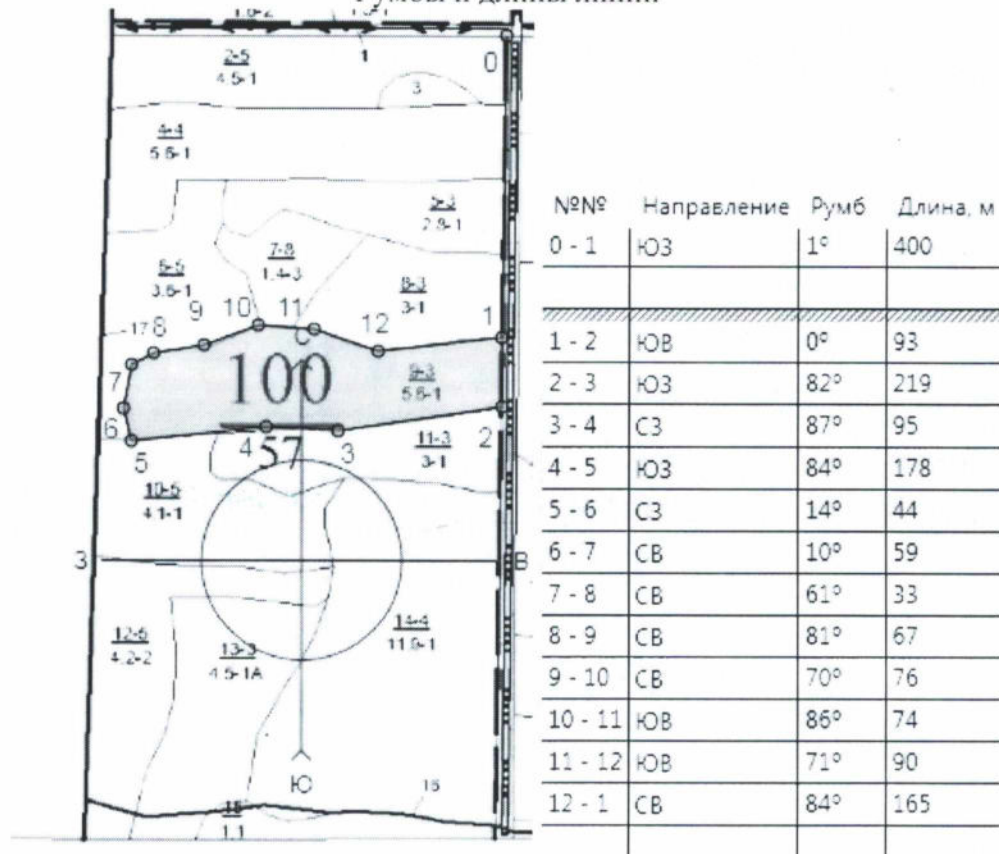 1
0
2-5
4.5-1
3
4-4
5.6-1
5-3
2.8-1
7-8
1.4-3
6-5
3.6-1
8-3
3-1
10
11
1
9
12
17
8
С
7
100
9-3
5.6-1
6
4
2
5
57
3
11-3
3-1
10-5
4.1-1
З
В
14-4
11.9-1
12-6
4.2-2
13-3
4.5-1А
Ю
16
15
1.1
№№ Направление Румб Длина, м
0 - 1 ЮЗ 1° 400
1 - 2 ЮВ 0° 93
2 - 3 ЮЗ 82° 219
3 - 4 СЗ 87° 95
4 - 5 ЮЗ 84° 178
5 - 6 СЗ 14° 44
6 - 7 СВ 10° 59
7 - 8 СВ 61° 33
8 - 9 СВ 81° 67
9 - 10 СВ 70° 76
10 - 11 ЮВ 86° 74
11 - 12 ЮВ 71° 90
12 - 1 СВ 84° 165